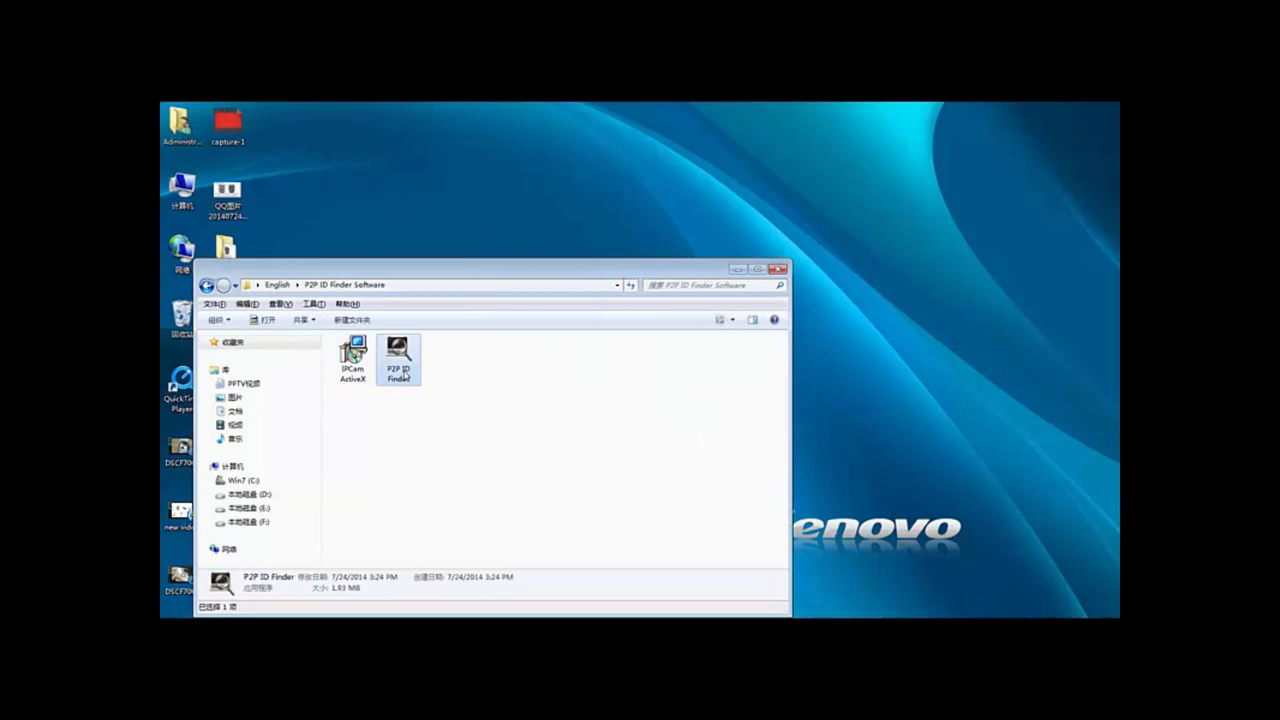 Administr...
capture-1
计算机
QQ图片
20140724...
网络
回收站
QuickTim
Player
DSCF70
new vide
DSCF70
English
P2P ID Finder Software
搜索 P2P ID Finder Software
文件(F)
编辑(E)
查看(V)
工具(T)
帮助(H)
组织
打开
共享
新建文件夹
收藏夹
库
PPTV视频
图片
文档
视频
音乐
计算机
Win7 (C:)
本地磁盘 (D:)
本地磁盘 (E:)
本地磁盘 (F:)
网络
IPCam
ActiveX
P2P ID
Finder
P2P ID Finder 修改日期: 7/24/2014 3:24 PM 创建日期: 7/24/2014 3:24 PM
应用程序 大小: 1.93 MB
已选择 1 项
enovo